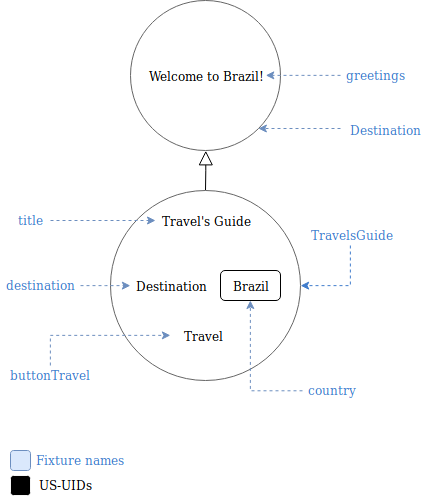 Welcome to Brazil!
greetings
Destination
title
Travel's Guide
TravelsGuide
destination
Destination
Brazil
Travel
buttonTravel
country
Fixture names
US-UIDs